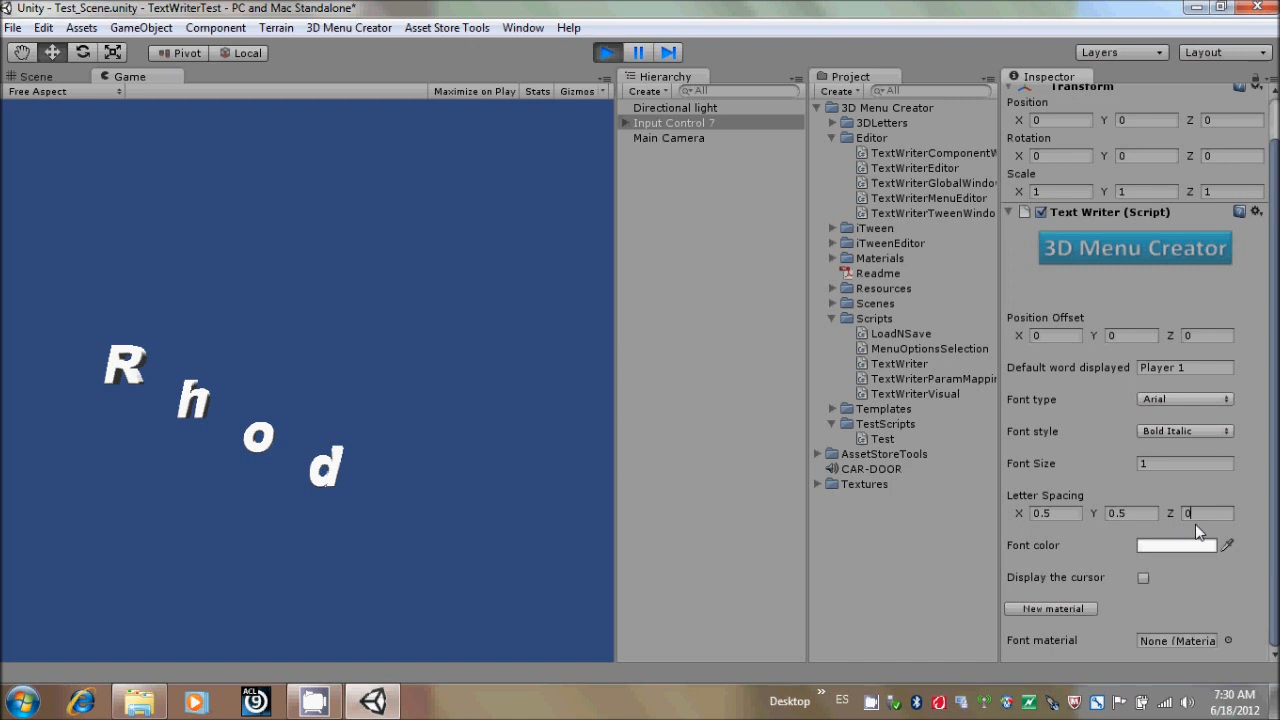 Unity - Test_Scene.unity - TextWriterTest - PC and Mac Standalone*
File Edit Assets GameObject Component Terrain 3D Menu Creator Asset Store Tools Window Help
Pivot Local Layers Layout
Scene Game
Free Aspect Maximize on Play Stats Gizmos
R h o d
Hierarchy
Create All
Directional light
Input Control 7
Main Camera
Project
Create All
3D Menu Creator
3DLetters
Editor
TextWriterComponentW
TextWriterEditor
TextWriterGlobalWindo
TextWriterMenuEditor
TextWriterTweenWindo
iTween
iTweenEditor
Materials
Readme
Resources
Scenes
Scripts
LoadNSave
MenuOptionsSelection
TextWriter
TextWriterParamMappin
TextWriterVisual
Templates
TestScripts
Test
AssetStoreTools
CAR-DOOR
Textures
Inspector
Transform
Position
X 0 Y 0 Z 0
Rotation
X 0 Y 0 Z 0
Scale
X 1 Y 1 Z 1
Text Writer (Script)
3D Menu Creator
Position Offset
X 0 Y 0 Z 0
Default word displayed Player 1
Font type Arial
Font style Bold Italic
Font Size 1
Letter Spacing
X 0.5 Y 0.5 Z 0
Font color
Display the cursor
New material
Font material None (Materia
ACL 9
Desktop » ES
7:30 AM
6/18/2012